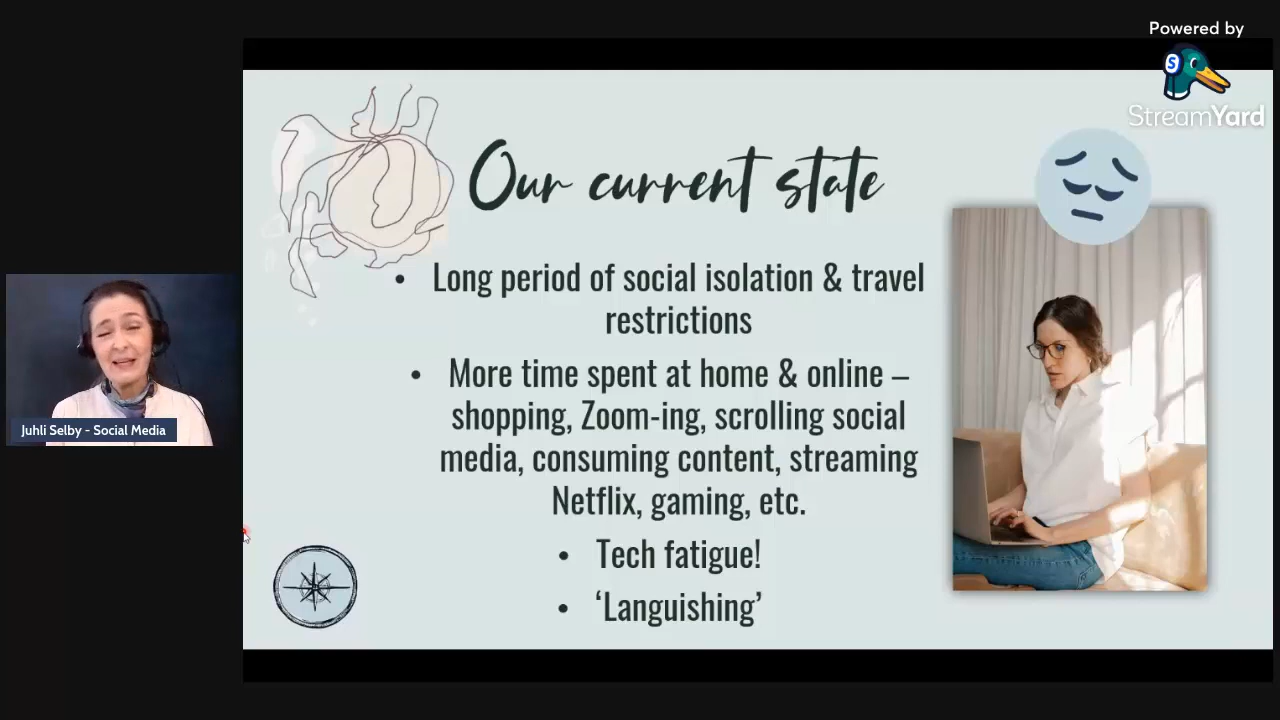 Powered by
S
StreamYard
Our current state
• Long period of social isolation & travel
restrictions
• More time spent at home & online –
shopping, Zoom-ing, scrolling social
media, consuming content, streaming
Netflix, gaming, etc.
• Tech fatigue!
• ‘Languishing’
Juhli Selby - Social Media